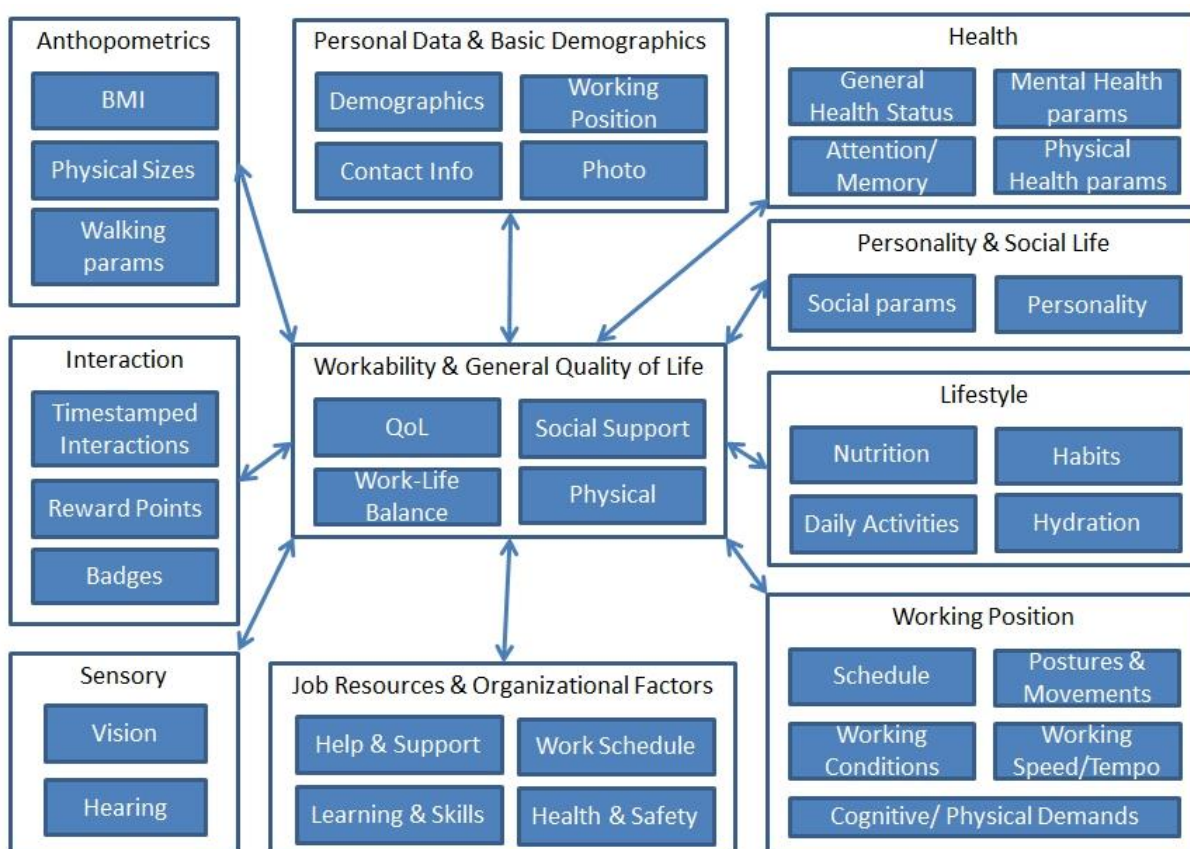 Anthopometrics
BMI
Physical Sizes
Walking
params
Personal Data & Basic Demographics
Demographics
Working
Position
Contact Info
Photo
Health
General
Health Status
Mental Health
params
Attention/
Memory
Physical
Health params
Personality & Social Life
Social params
Personality
Interaction
Timestamped
Interactions
Reward Points
Badges
Workability & General Quality of Life
QoL
Social Support
Work-Life
Balance
Physical
Lifestyle
Nutrition
Habits
Daily Activities
Hydration
Sensory
Vision
Hearing
Job Resources & Organizational Factors
Help & Support
Work Schedule
Learning & Skills
Health & Safety
Working Position
Schedule
Postures &
Movements
Working
Conditions
Working
Speed/Tempo
Cognitive/ Physical Demands